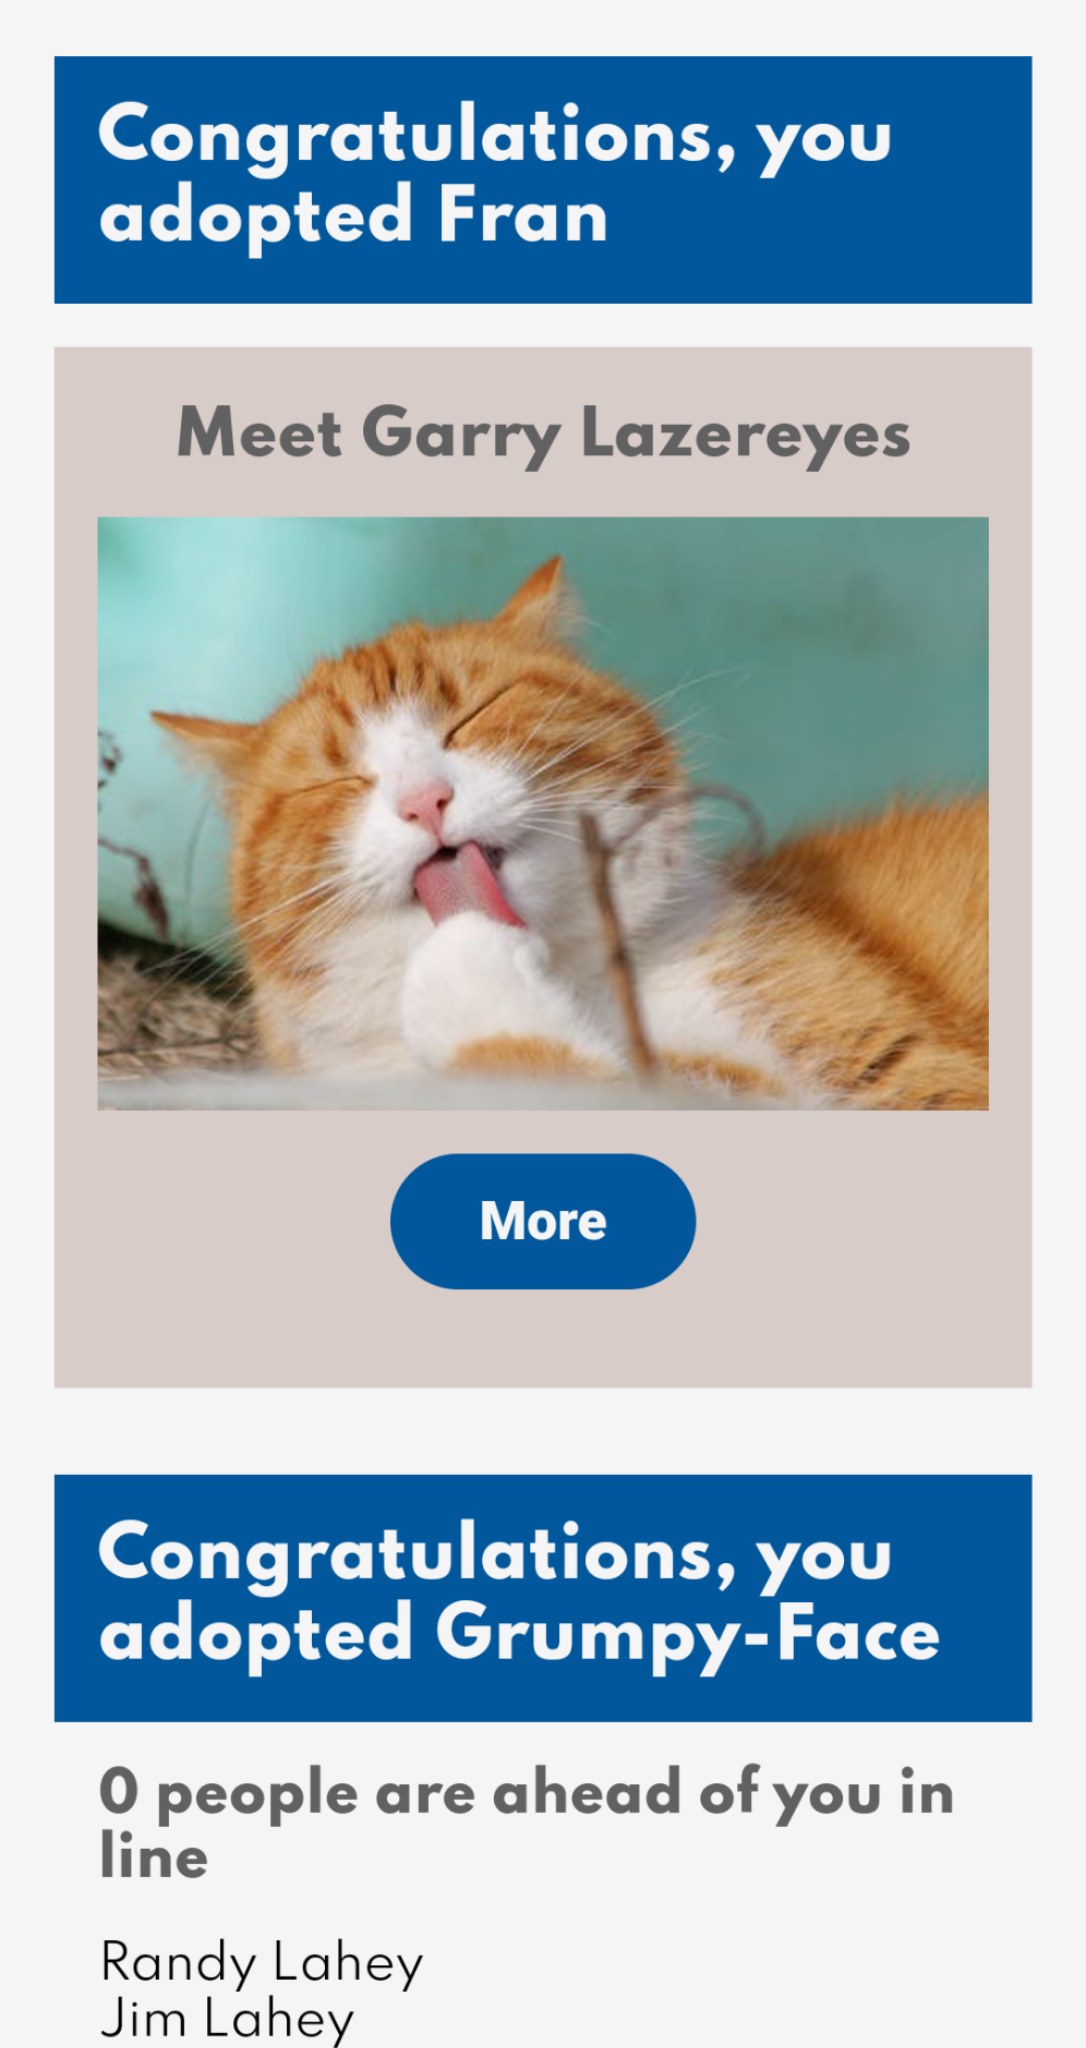 Congratulations, you
adopted Fran
Meet Garry Lazereyes
More
Congratulations, you
adopted Grumpy-Face
0 people are ahead of you in
line
Randy Lahey
Jim Lahey